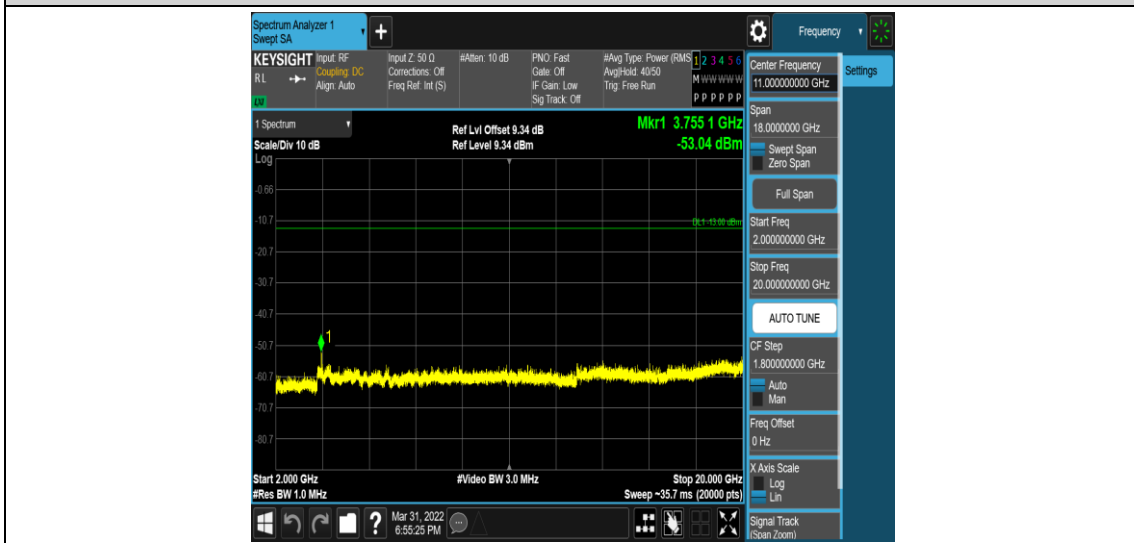 Spectrum Analyzer 1
Swept SA
+
Frequency
KEYSIGHT Input: RF
RL Coupling: DC
Align: Auto
LXI
Input Z: 50 Ω
Corrections: Off
Freq Ref: Int (S)
#Atten: 10 dB
PNO: Fast
Gate: Off
IF Gain: Low
Sig Track: Off
#Avg Type: Power (RMS
Avg|Hold: 40/50
Trig: Free Run
1 2 3 4 5 6
M W W W W W
P P P P P P
Center Frequency
11.000000000 GHz
Settings
Span
18.0000000 GHz
Swept Span
Zero Span
Full Span
Start Freq
2.000000000 GHz
Stop Freq
20.000000000 GHz
AUTO TUNE
CF Step
1.800000000 GHz
Auto
Man
Freq Offset
0 Hz
X Axis Scale
Log
Lin
Signal Track
(Span Zoom)
1 Spectrum
Scale/Div 10 dB
Log
Ref Lvl Offset 9.34 dB
Ref Level 9.34 dBm
Mkr1 3.755 1 GHz
-53.04 dBm
-0.66
-10.7
DL1 -13.00 dBm
-20.7
-30.7
-40.7
-50.7
1
-60.7
-70.7
-80.7
Start 2.000 GHz
#Res BW 1.0 MHz
#Video BW 3.0 MHz
Stop 20.000 GHz
Sweep ~35.7 ms (20000 pts)
?
Mar 31, 2022
6:55:25 PM